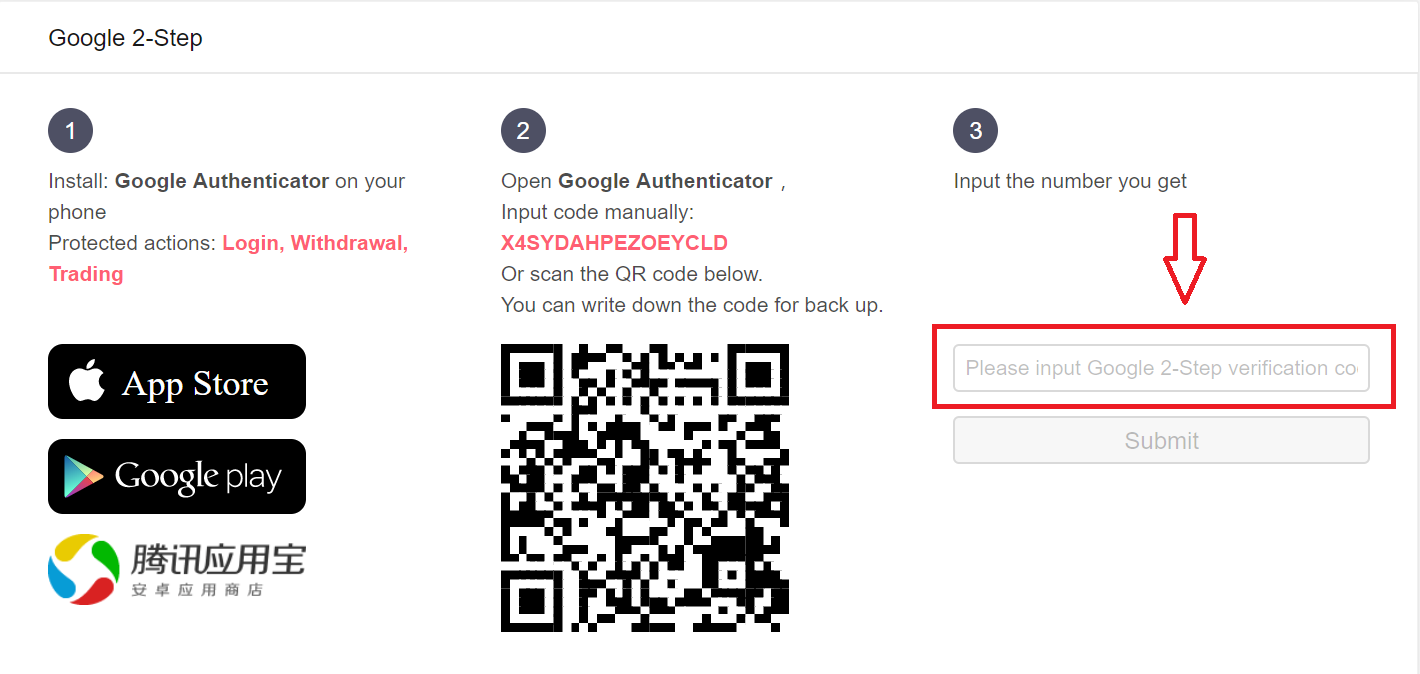 Google 2-Step
1
Install: Google Authenticator on your
phone
Protected actions: Login, Withdrawal,
Trading
App Store
Google play
腾讯应用宝
安卓应用商店
2
Open Google Authenticator ,
Input code manually:
X4SYDAHPEZOEYCLD
Or scan the QR code below.
You can write down the code for back up.
3
Input the number you get
Please input Google 2-Step verification co
Submit